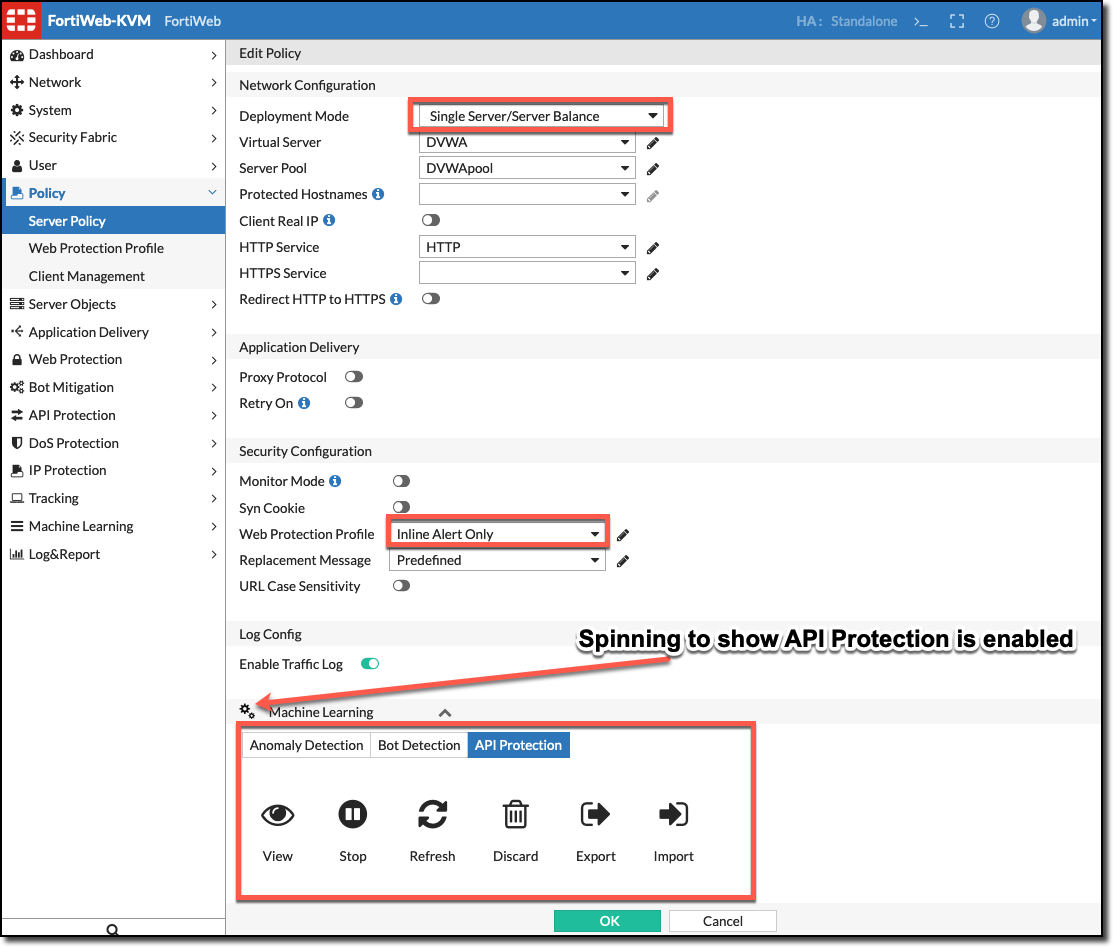 FortiWeb-KVM FortiWeb HA: Standalone >_ admin
Dashboard
Network
System
Security Fabric
User
Policy
Server Policy
Web Protection Profile
Client Management
Server Objects
Application Delivery
Web Protection
Bot Mitigation
API Protection
DoS Protection
IP Protection
Tracking
Machine Learning
Log&Report
Edit Policy
Network Configuration
Deployment Mode Single Server/Server Balance
Virtual Server DVWA
Server Pool DVWApool
Protected Hostnames
Client Real IP
HTTP Service HTTP
HTTPS Service
Redirect HTTP to HTTPS
Application Delivery
Proxy Protocol
Retry On
Security Configuration
Monitor Mode
Syn Cookie
Web Protection Profile Inline Alert Only
Replacement Message Predefined
URL Case Sensitivity
Log Config
Spinning to show API Protection is enabled
Enable Traffic Log
Machine Learning
Anomaly Detection Bot Detection API Protection
View Stop Refresh Discard Export Import
OK Cancel